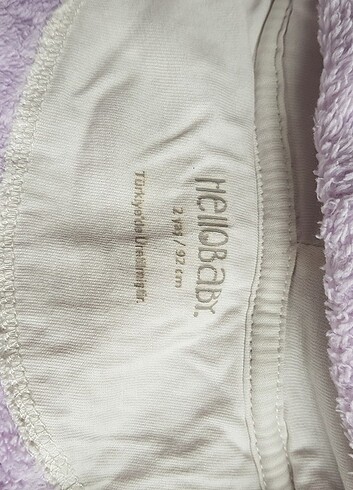 HellOBaBY.
2 yaş / 92 cm
Türkiye'de Üretilmiştir.